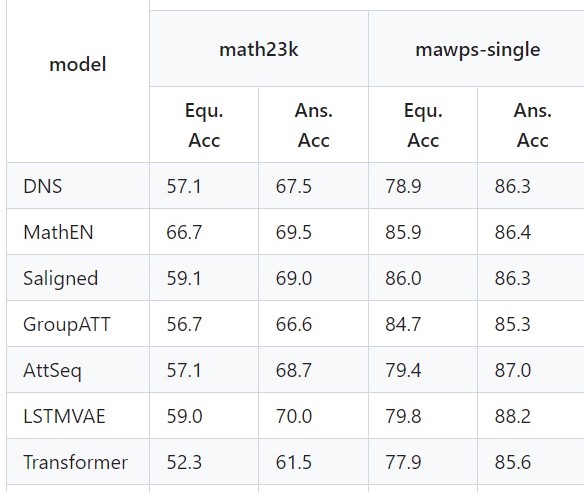 model math23k mawps-single
Equ. Acc Ans. Acc Equ. Acc Ans. Acc
DNS 57.1 67.5 78.9 86.3
MathEN 66.7 69.5 85.9 86.4
Saligned 59.1 69.0 86.0 86.3
GroupATT 56.7 66.6 84.7 85.3
AttSeq 57.1 68.7 79.4 87.0
LSTMVAE 59.0 70.0 79.8 88.2
Transformer 52.3 61.5 77.9 85.6